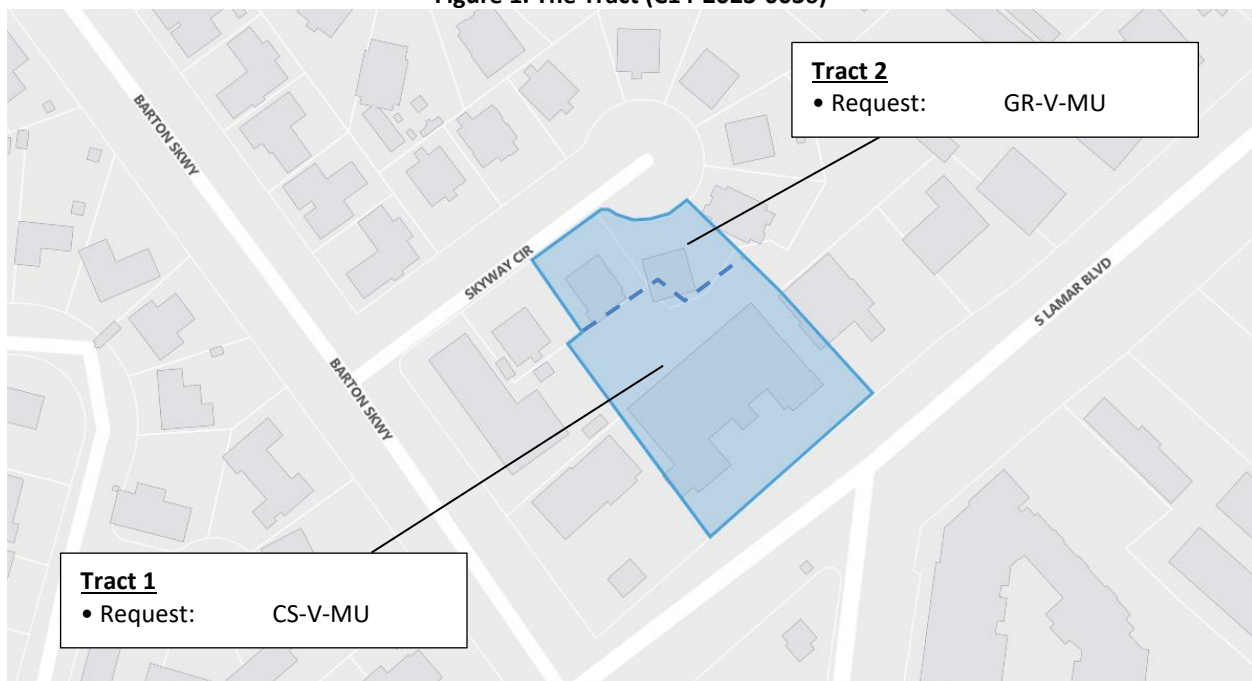 Tract 2
• Request: GR-V-MU
BARTON SKWY
SKYWAY CIR
S LAMAR BLVD
BARTON SKWY
Tract 1
• Request: CS-V-MU